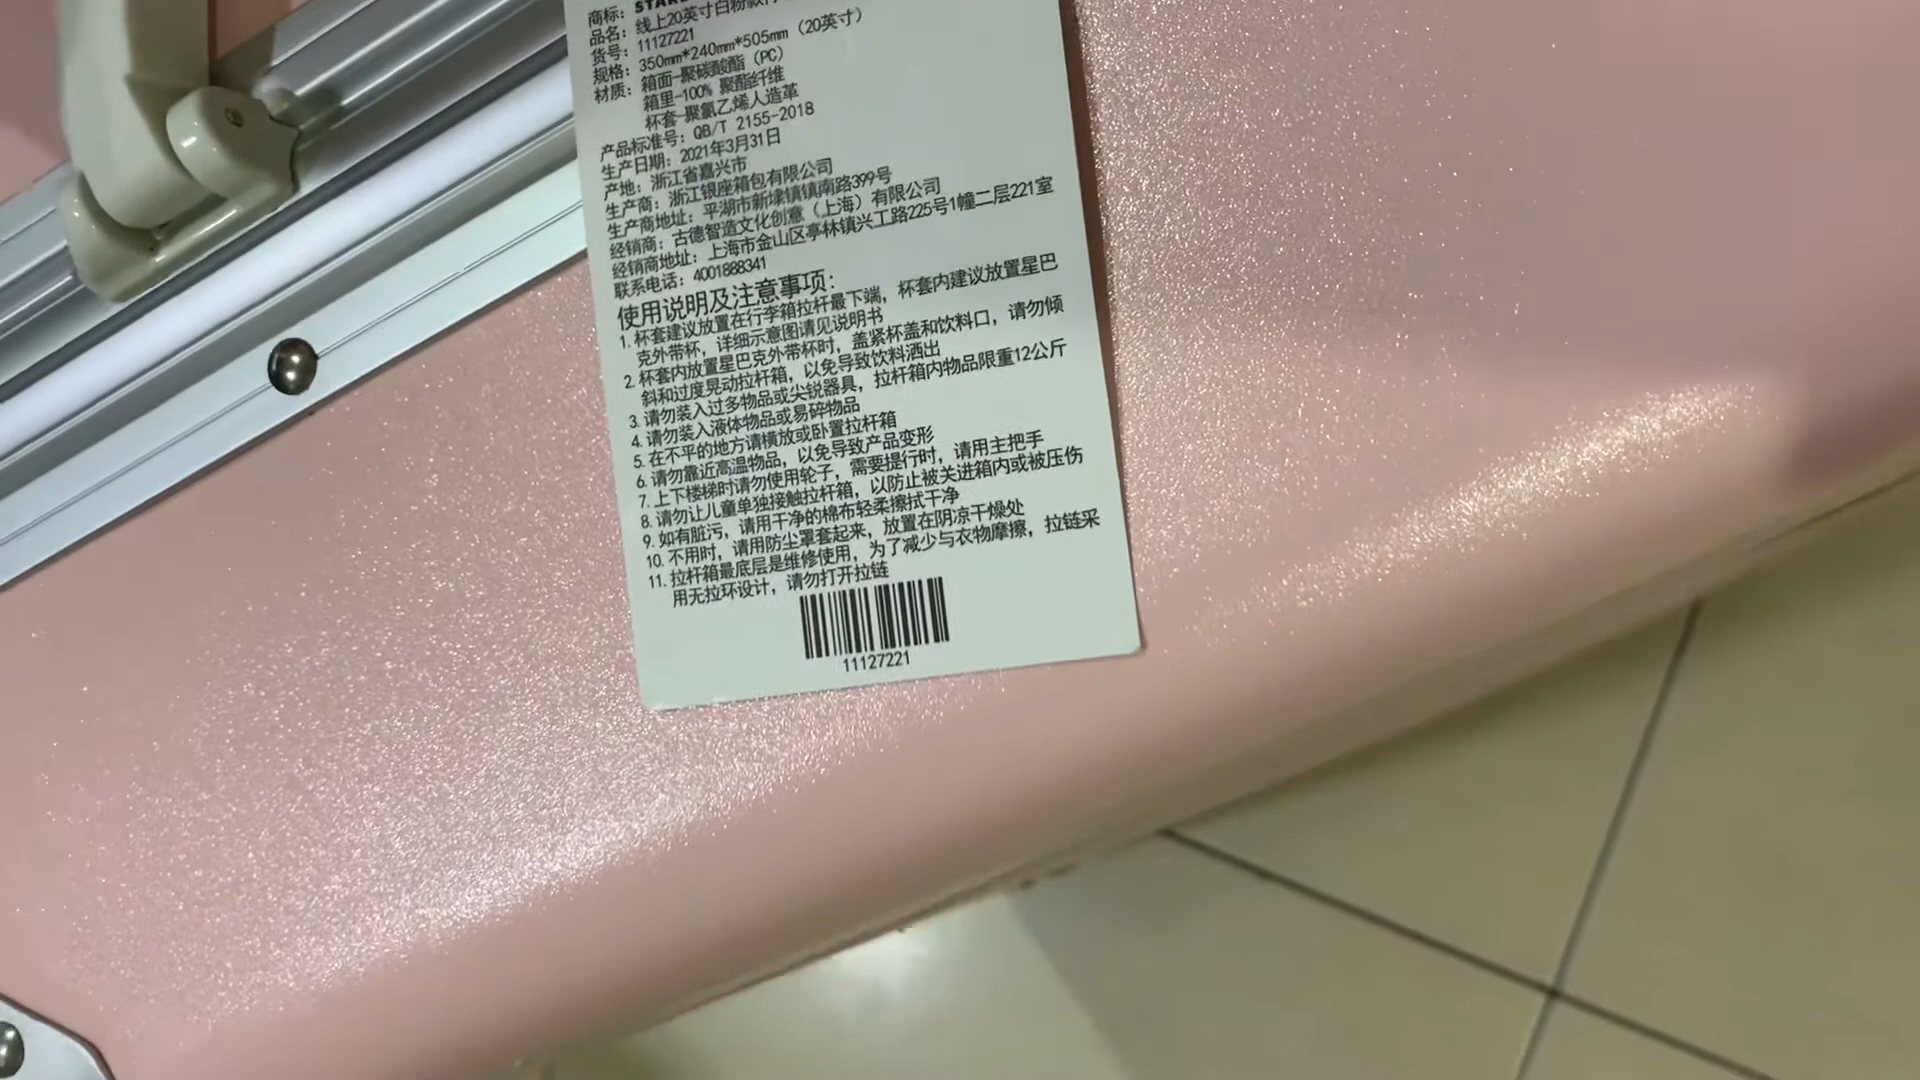 商标：STAR
品名：线上20英寸白粉款
货号：11127221
规格：350mm*240mm*505mm（20英寸）
材质：箱面-聚碳酸酯（PC）
箱里-100% 聚酯纤维
杯套-聚氯乙烯人造革
产品标准号：QB/T 2155-2018
生产日期：2021年3月31日
产地：浙江省嘉兴市
生产商：浙江银座箱包有限公司
生产商地址：平湖市新埭镇镇南路399号
经销商：古德智造文化创意（上海）有限公司
经销商地址：上海市金山区亭林镇兴工路225号1幢二层221室
联系电话：4001888341
使用说明及注意事项：
1. 杯套建议放置在行李箱拉杆最下端，杯套内建议放置星巴
克外带杯，详细示意图请见说明书
2. 杯套内放置星巴克外带杯时，盖紧杯盖和饮料口，请勿倾
斜和过度晃动拉杆箱，以免导致饮料洒出
3. 请勿装入过多物品或尖锐器具，拉杆箱内物品限重12公斤
4. 请勿装入液体物品或易碎物品
5. 在不平的地方请横放或卧置拉杆箱
6. 请勿靠近高温物品，以免导致产品变形
7. 上下楼梯时请勿使用轮子，需要提行时，请用主把手
8. 请勿让儿童单独接触拉杆箱，以防止被关进箱内或被压伤
9. 如有脏污，请用干净的棉布轻柔擦拭干净
10. 不用时，请用防尘罩套起来，放置在阴凉干燥处
11. 拉杆箱最底层是维修使用，为了减少与衣物摩擦，拉链采
用无拉环设计，请勿打开拉链
11127221